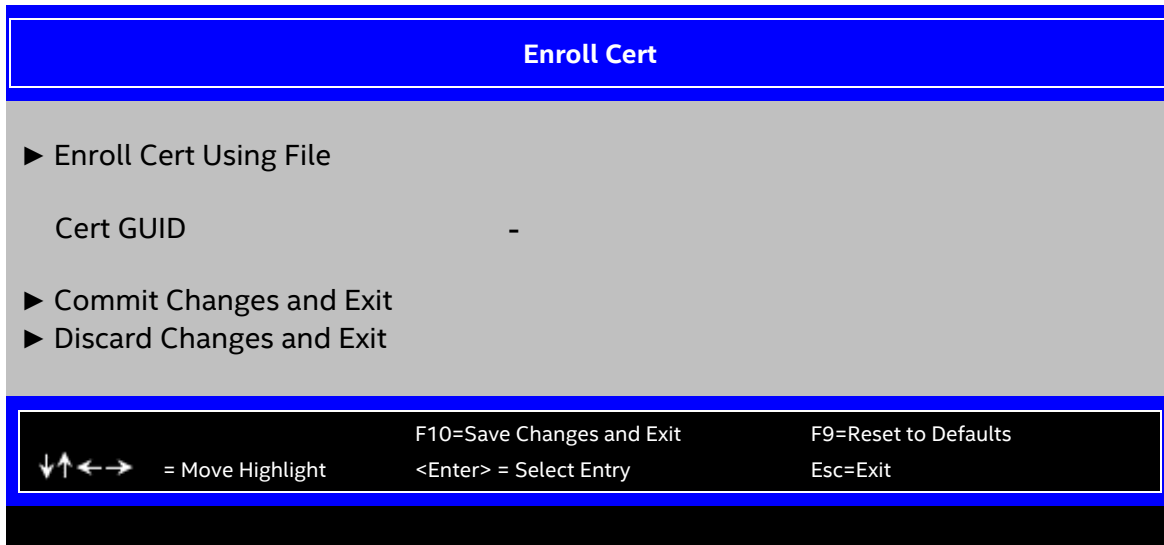 Enroll Cert
► Enroll Cert Using File
Cert GUID -
► Commit Changes and Exit
► Discard Changes and Exit
F10=Save Changes and Exit F9=Reset to Defaults
↓↑←→ = Move Highlight <Enter> = Select Entry Esc=Exit